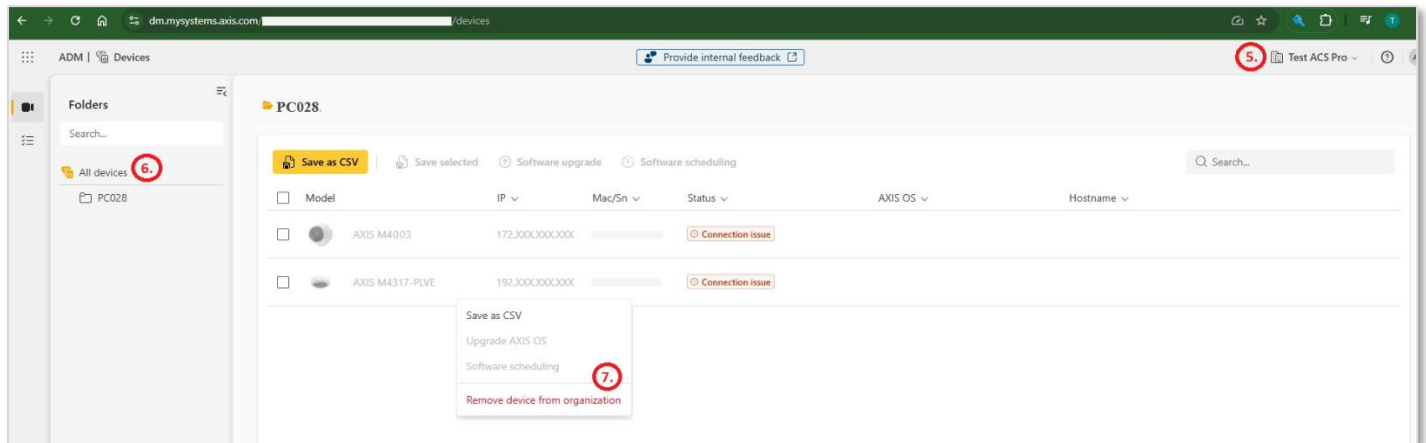 dm.mysystems.axis.com/ /devices
T
ADM | Devices
Provide internal feedback
5.
Test ACS Pro
Folders
Search...
All devices
6.
PC028
PC028.
Save as CSV
Save selected
Software upgrade
Software scheduling
Search...
Model IP Mac/Sn Status AXIS OS Hostname
AXIS M4003 172.XXX.XXX.XXX Connection issue
AXIS M4317-PLVE 192.XXX.XXX.XXX Connection issue
Save as CSV
Upgrade AXIS OS
Software scheduling
7.
Remove device from organization